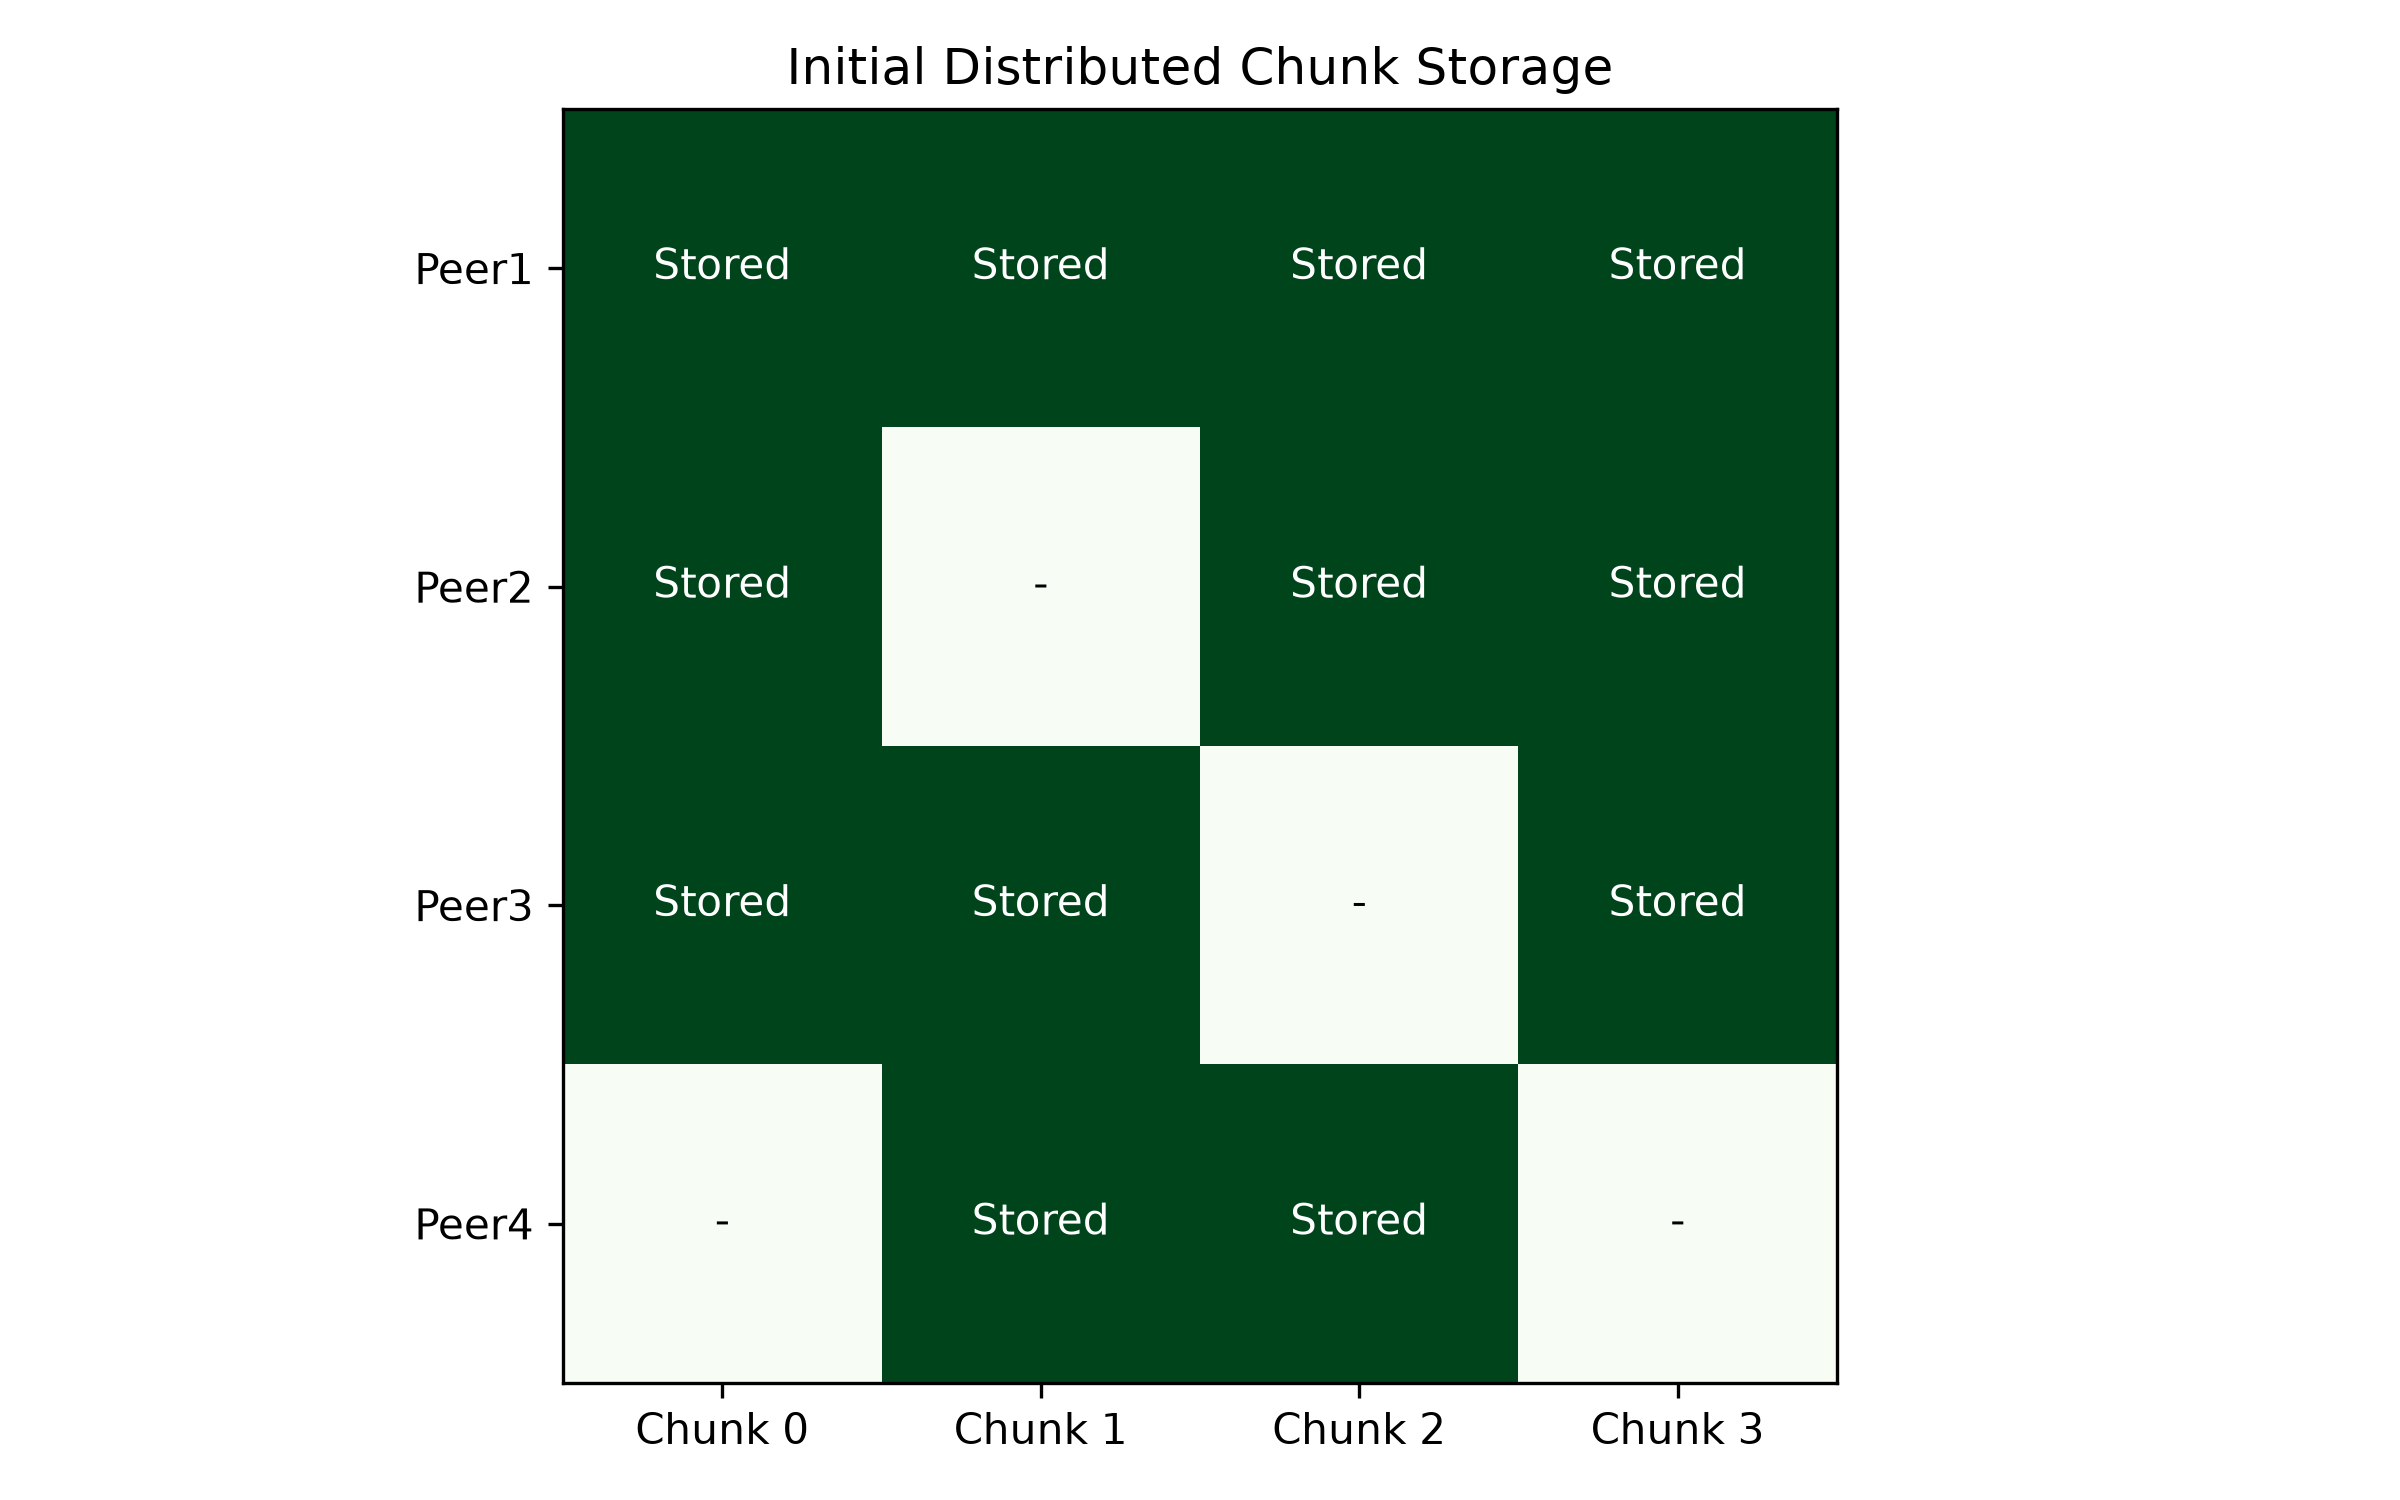 Initial Distributed Chunk Storage
Peer1 Stored Stored Stored Stored
Peer2 Stored - Stored Stored
Peer3 Stored Stored - Stored
Peer4 - Stored Stored -
Chunk 0 Chunk 1 Chunk 2 Chunk 3